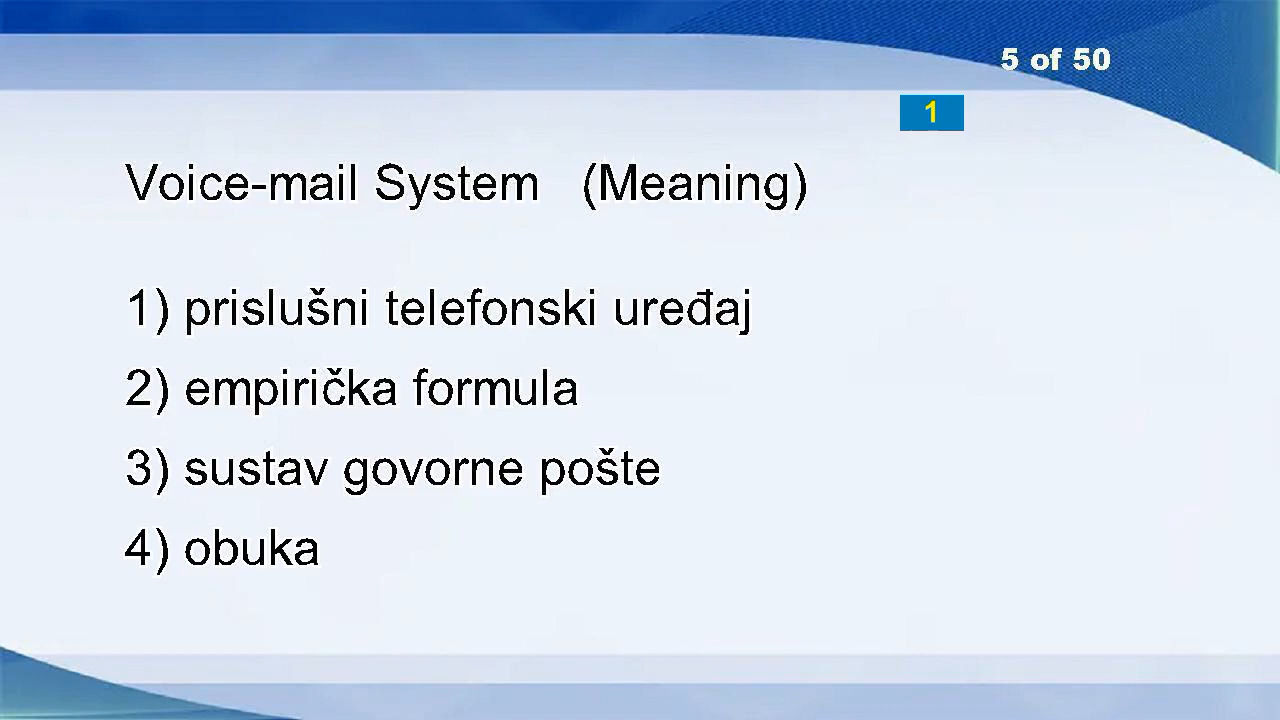 5 of 50
1
Voice-mail System (Meaning)
1) prislušni telefonski uređaj
2) empirička formula
3) sustav govorne pošte
4) obuka